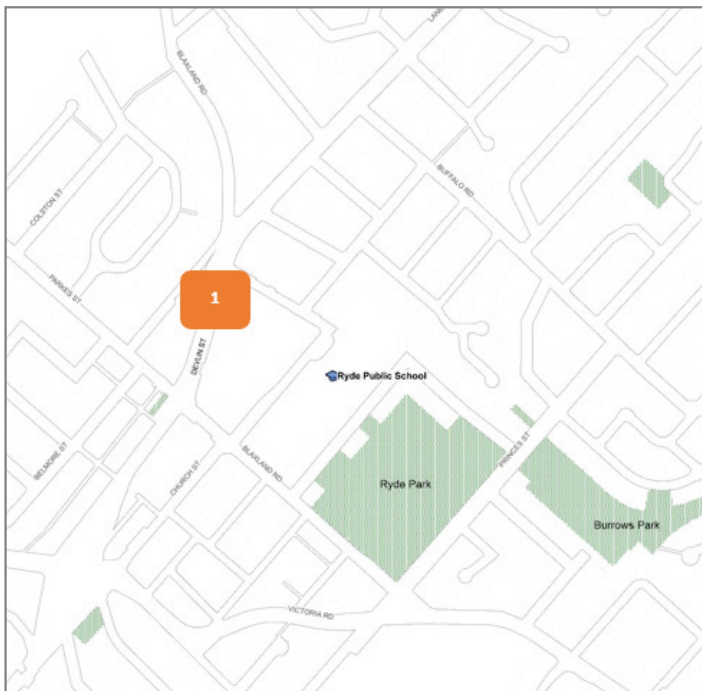 LANE
BLAXLAND RD
BUFFALO RD
COLSTON ST
PARKES ST
1
DEVLIN ST
Ryde Public School
BELMORE ST
CHURCH ST
BLAXLAND RD
PRINCES ST
Ryde Park
Burrows Park
VICTORIA RD